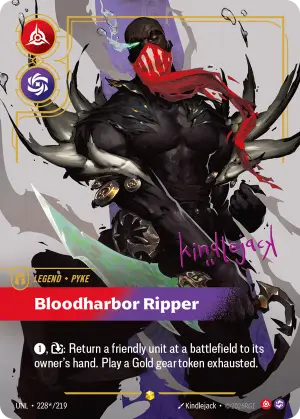 kindlejack
LEGEND • PYKE
Bloodharbor Ripper
1, : Return a friendly unit at a battlefield to its
owner's hand. Play a Gold gear token exhausted.
UNL • 228*/219
Kindlejack